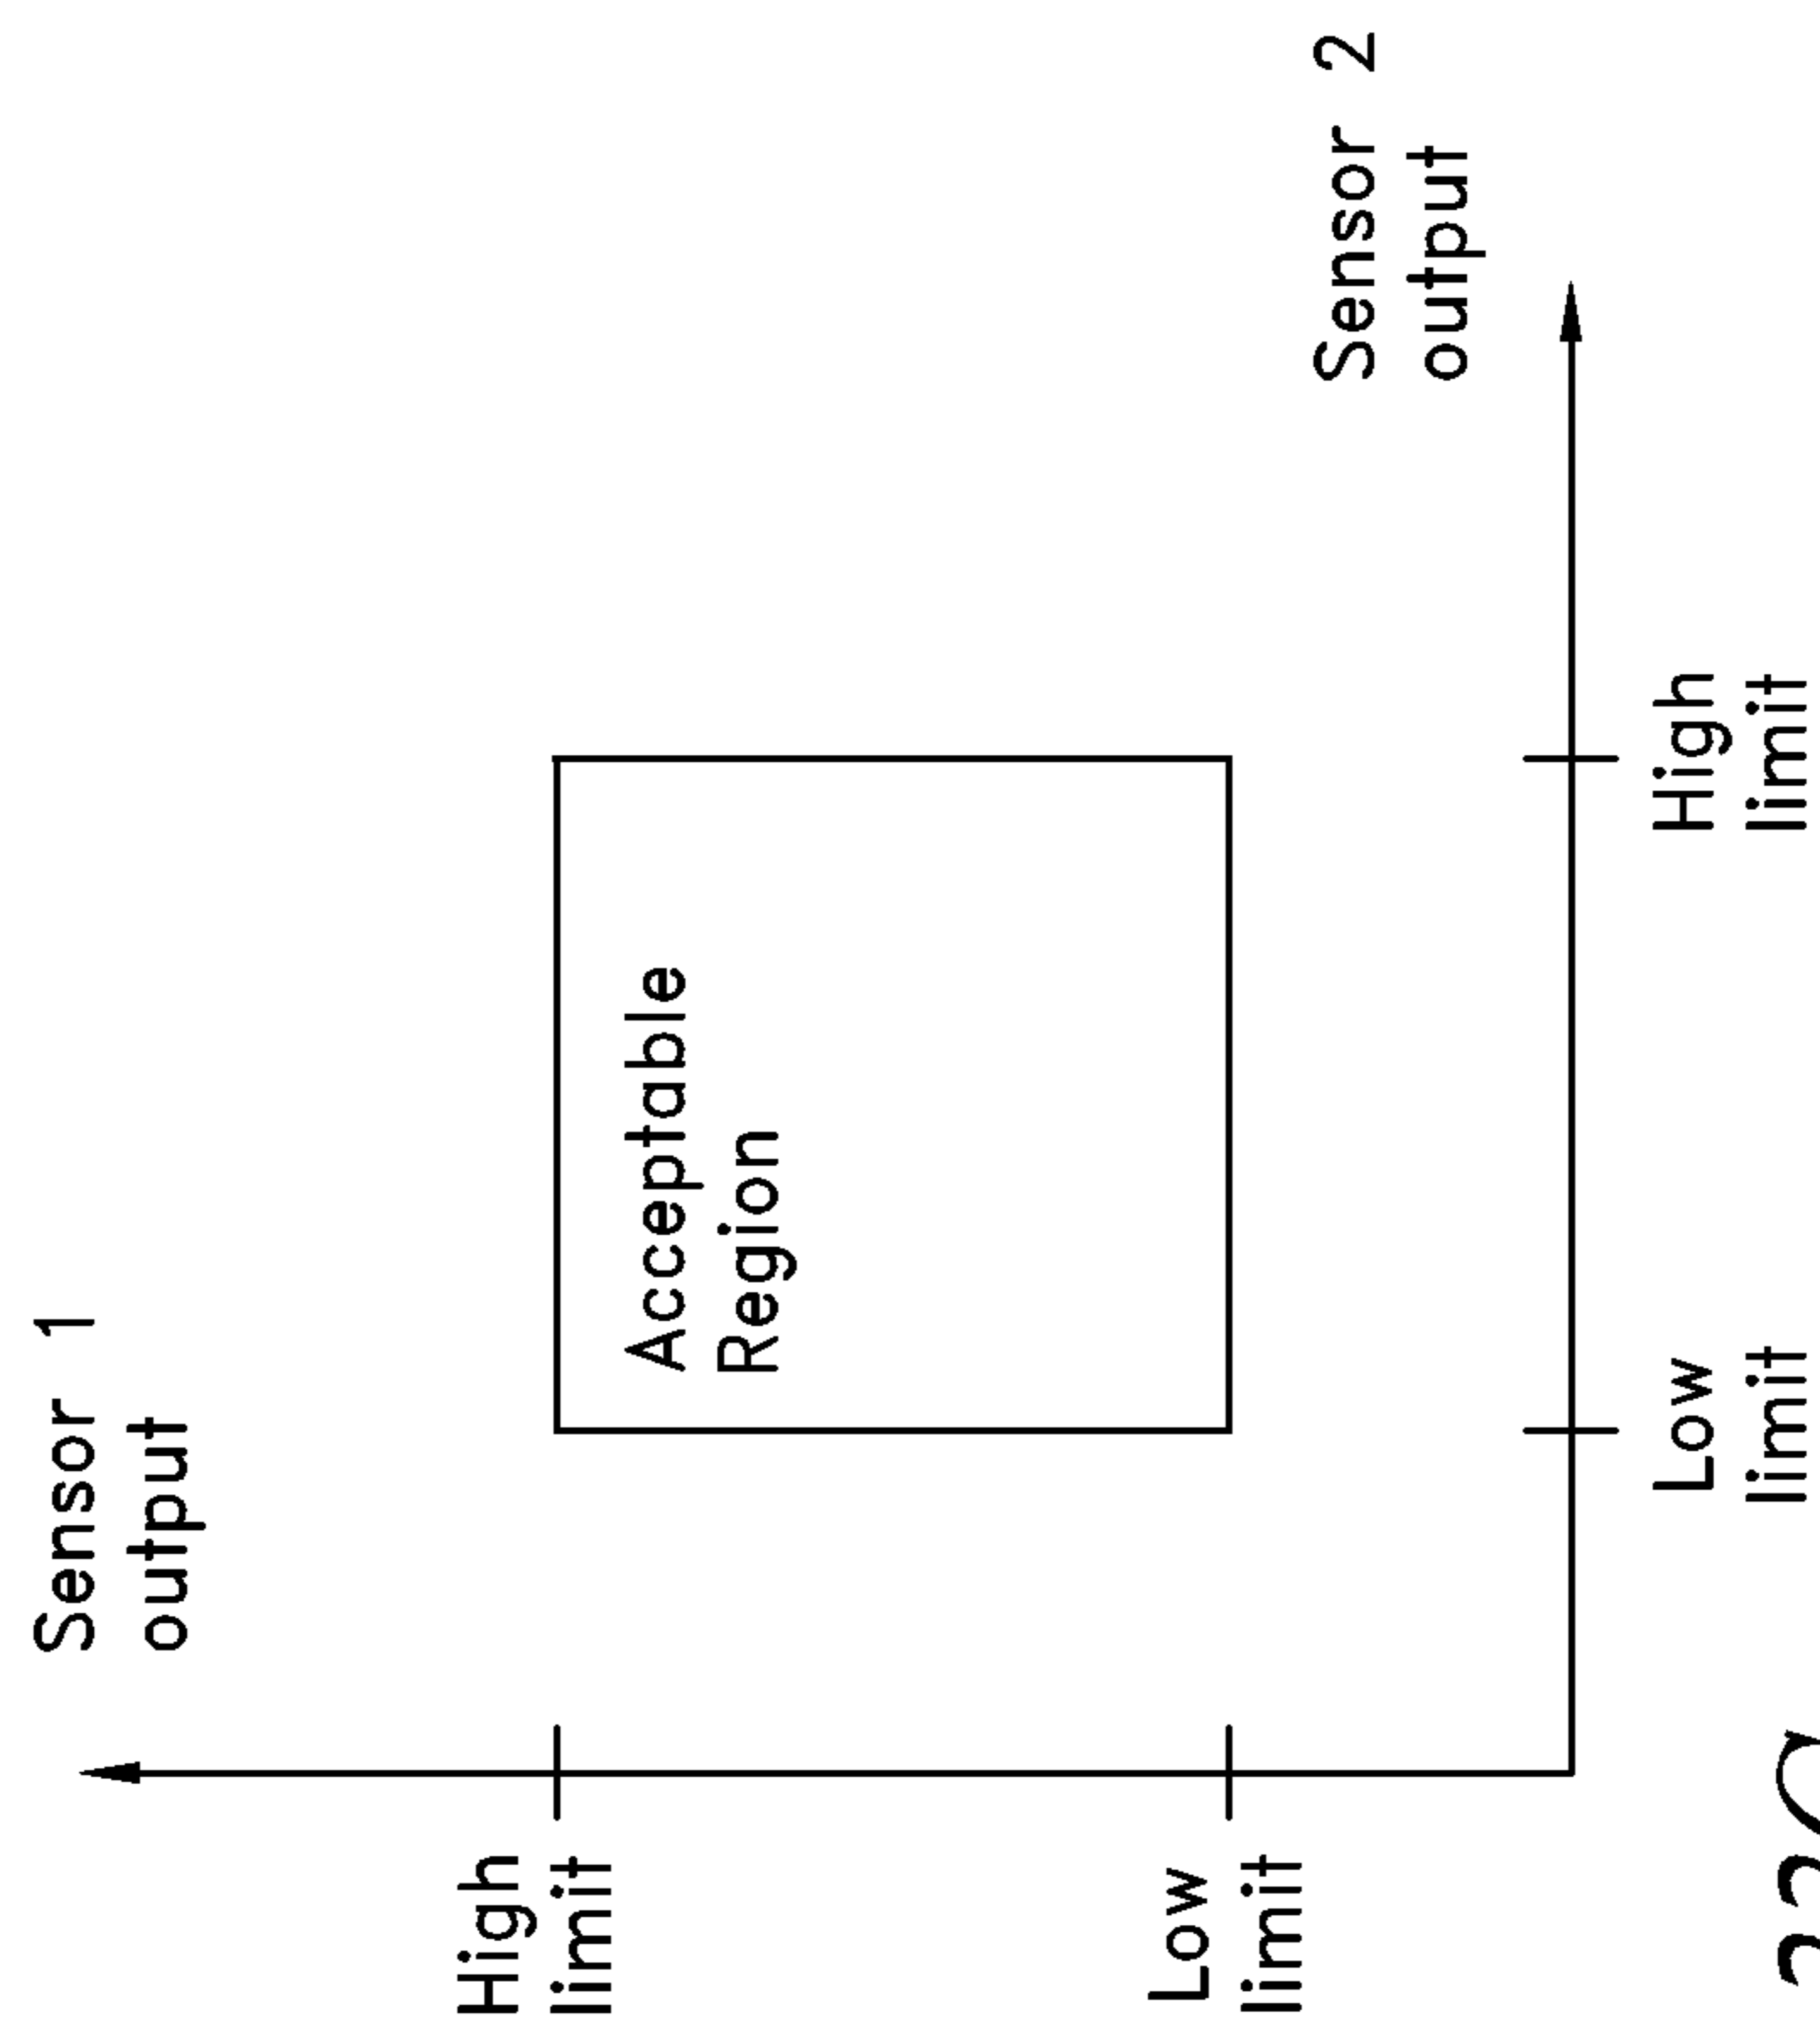 Sensor 1
output
High
limit
Acceptable
Region
Low
limit
Sensor 2
output
Low
limit
High
limit